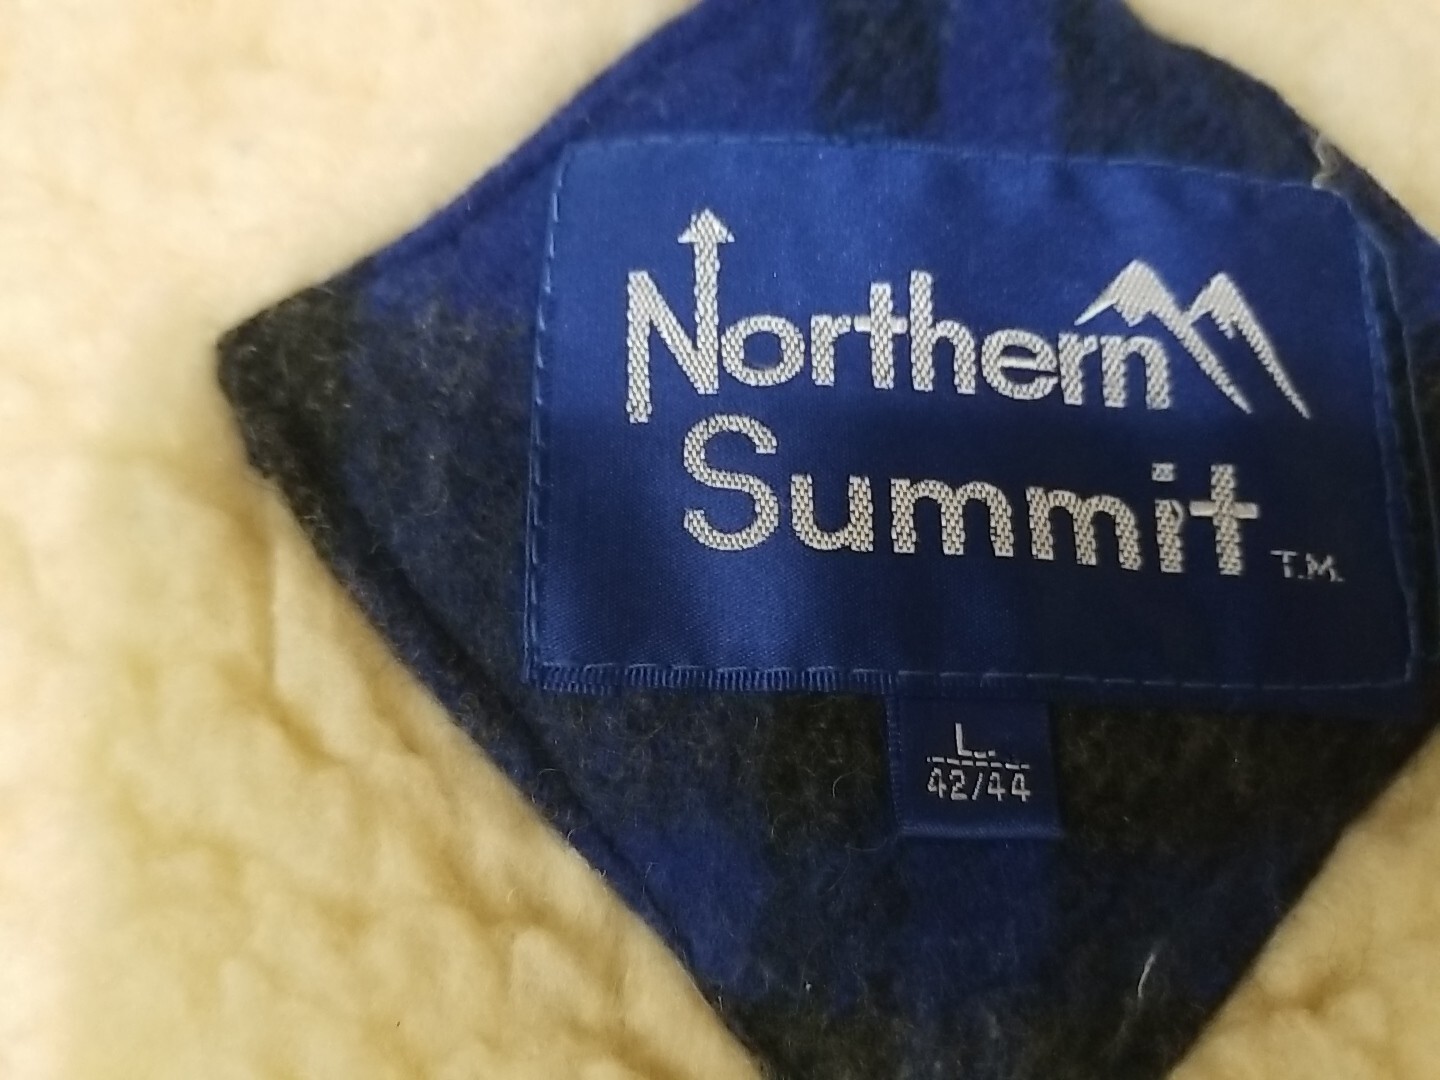 Northern
Summit T.M.
L
42/44